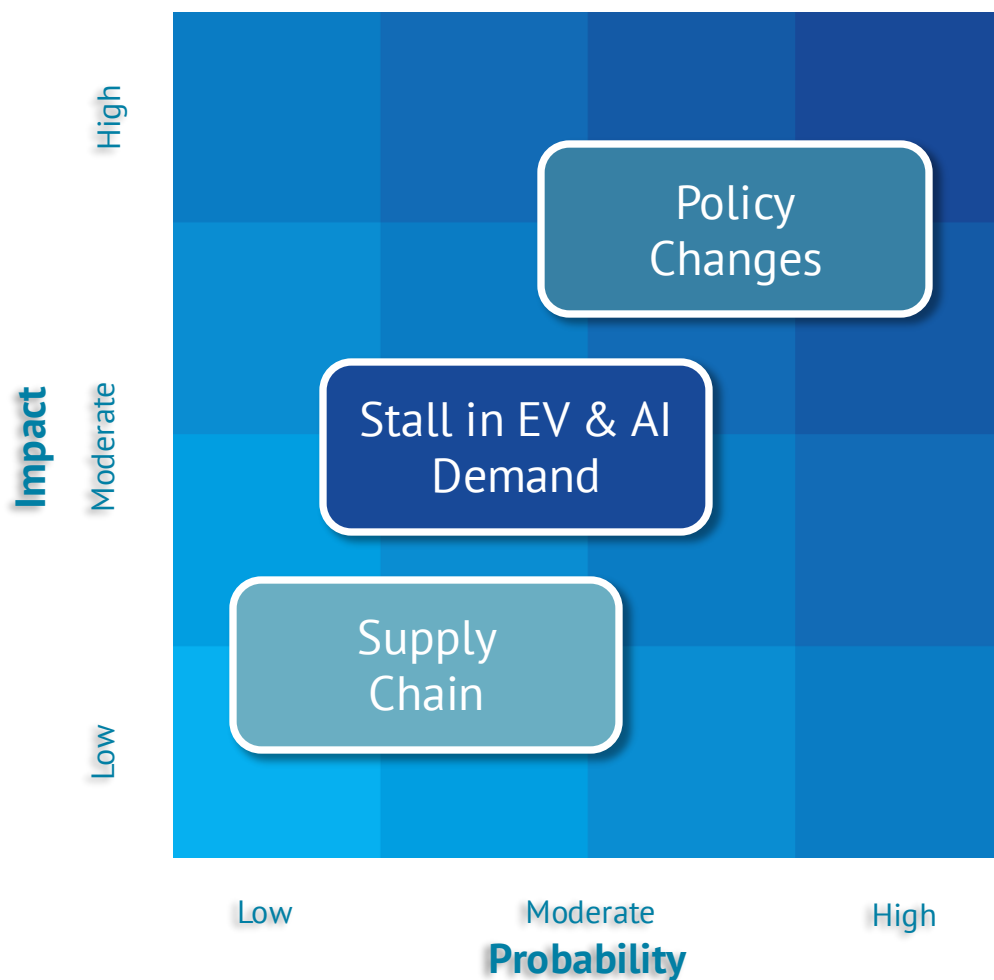 High
Policy
Changes
Impact
Moderate
Stall in EV & AI
Demand
Supply
Chain
Low
Low
Moderate
High
Probability